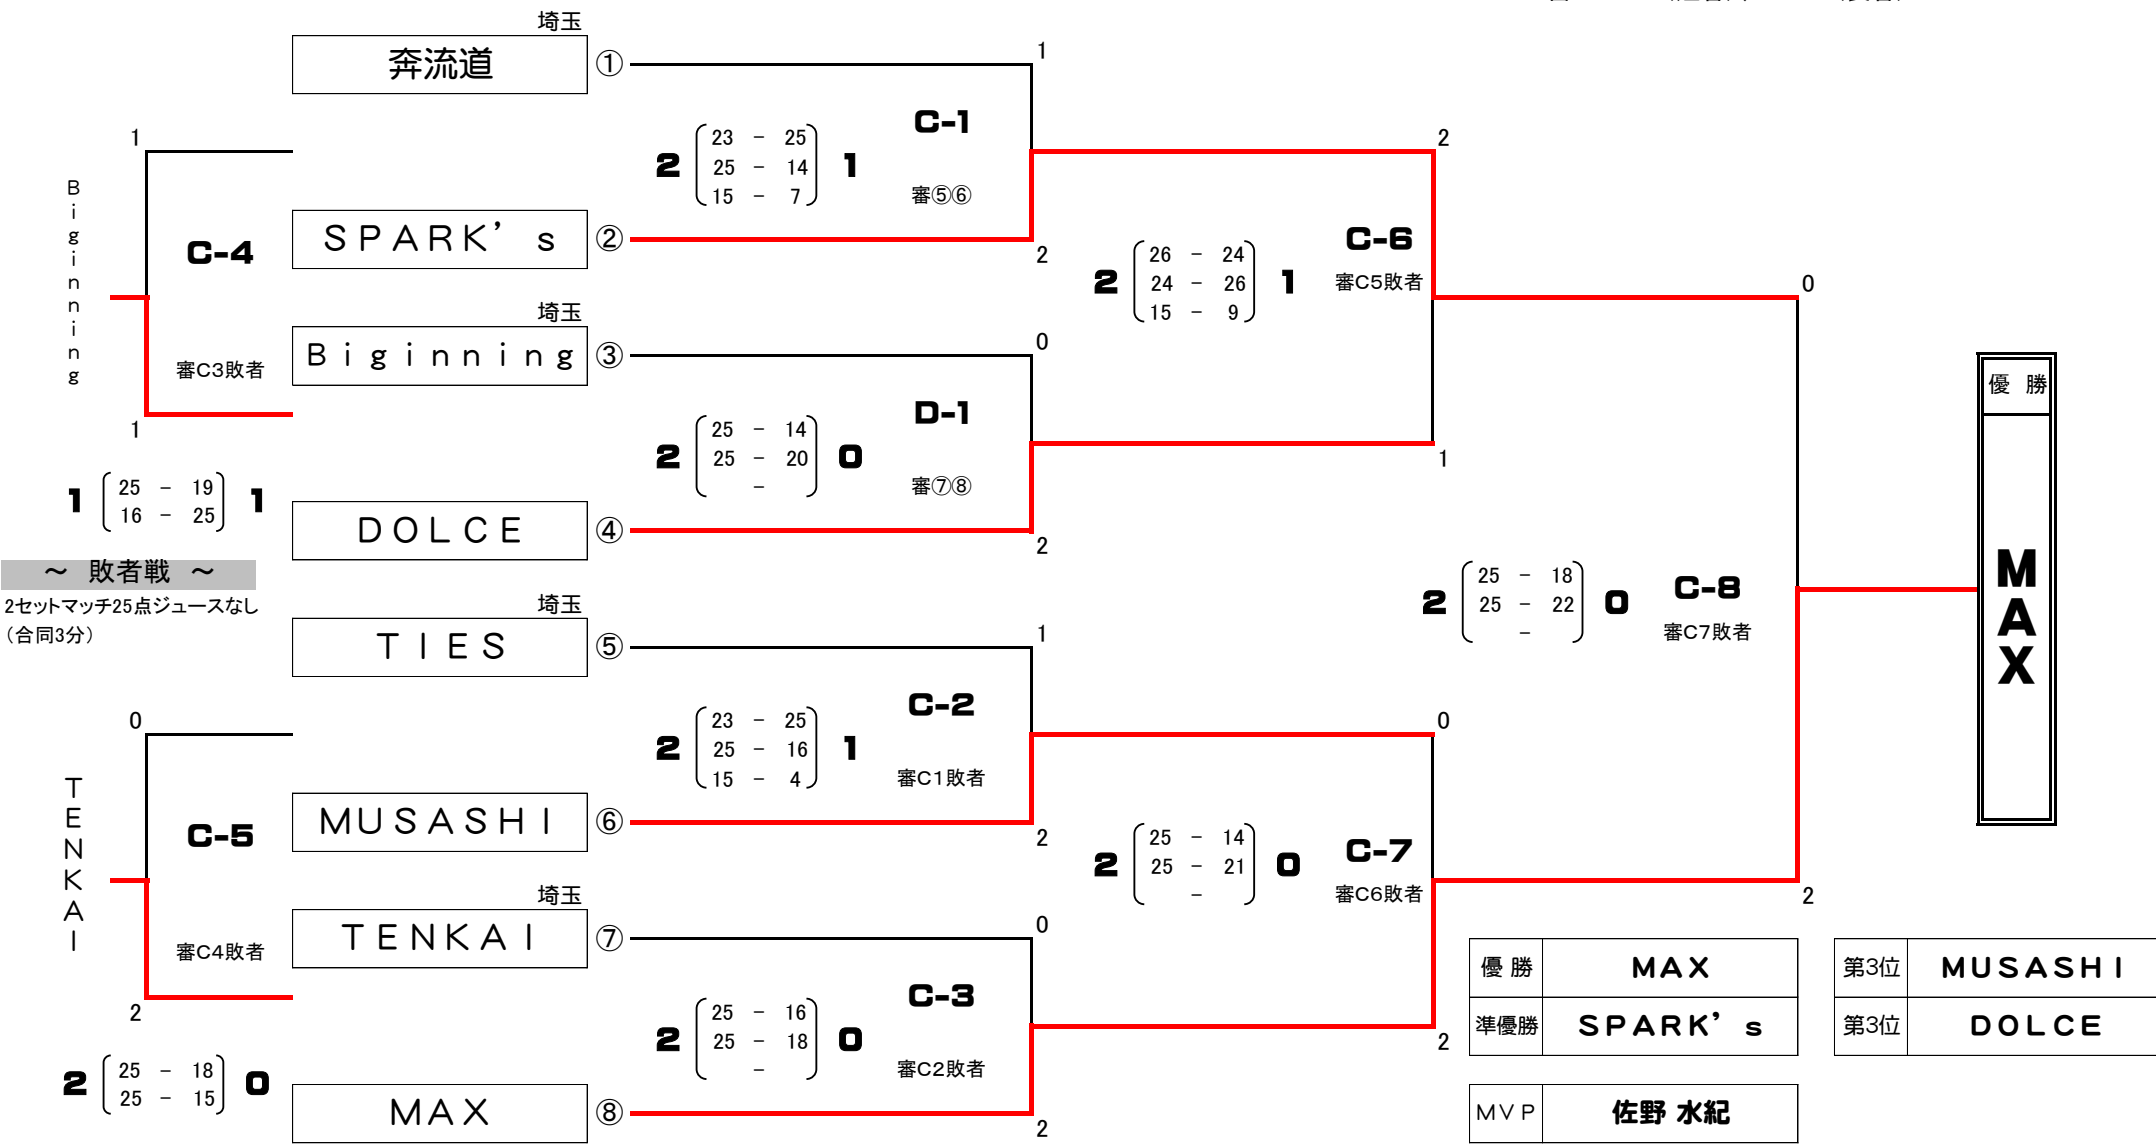 埼玉
奔流道
①
1
C-1
2
23 - 25
25 - 14
15 - 7
1
審⑤⑥
SPARK’s
②
2
1
Biginning
C-4
審C3敗者
1
1
25 - 19
16 - 25
1
～ 敗者戦 ～
2セットマッチ25点ジュースなし
（合同3分）
埼玉
Biginning
③
0
D-1
2
25 - 14
25 - 20
-
0
審⑦⑧
DOLCE
④
2
2
C-6
審C5敗者
2
26 - 24
24 - 26
15 - 9
1
1
埼玉
TIES
⑤
1
C-2
2
23 - 25
25 - 16
15 - 4
1
審C1敗者
MUSASHI
⑥
2
0
TENKAI
C-5
審C4敗者
2
2
25 - 18
25 - 15
0
埼玉
TENKAI
⑦
0
C-3
2
25 - 16
25 - 18
-
0
審C2敗者
MAX
⑧
2
0
C-7
審C6敗者
2
25 - 14
25 - 21
-
0
2
0
C-8
審C7敗者
2
25 - 18
25 - 22
-
0
2
優 勝
MAX
優 勝 MAX
準優勝 SPARK’s
第3位 MUSASHI
第3位 DOLCE
MVP 佐野 水紀